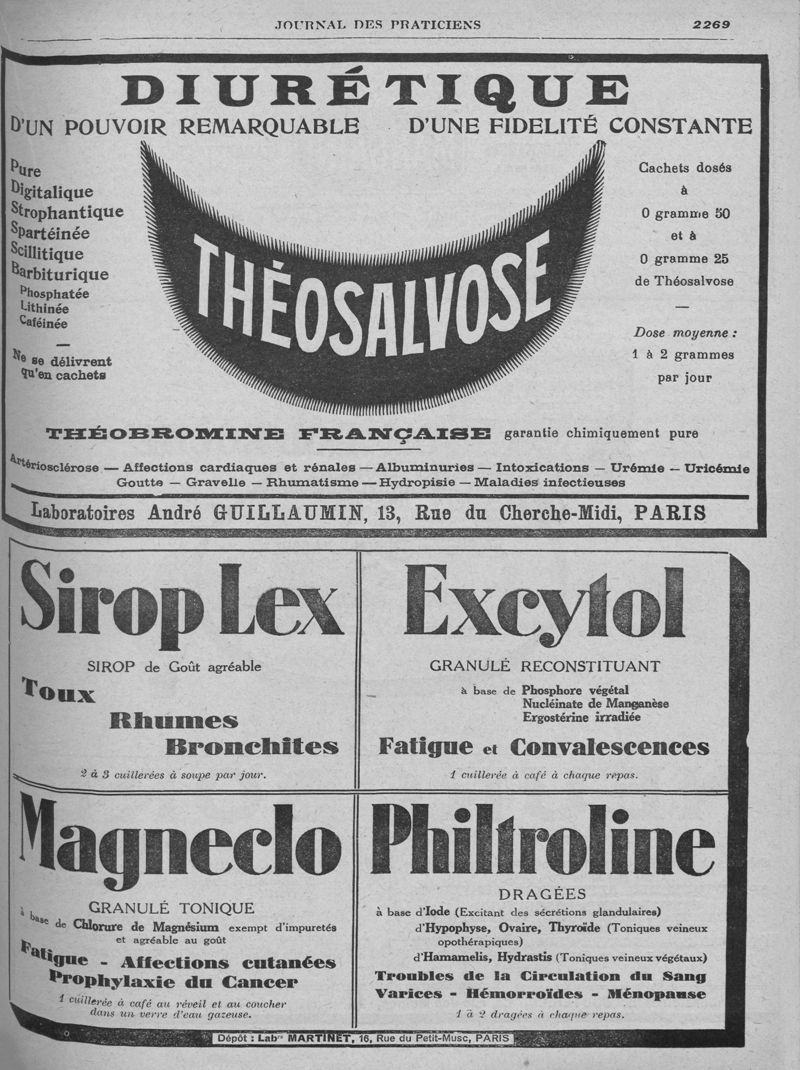 JOURNAL DES PRATICIENS 2269
DIURÉTIQUE
D'UN POUVOIR REMARQUABLE D'UNE FIDELITÉ CONSTANTE
Pure
Digitalique
Strophantique
Spartéinée
Scillitique
Barbiturique
Phosphatée
Lithinée
Caféinée
—
Ne se délivrent
qu'en cachets
THÉOSALVOSE
Cachets dosés
à
0 gramme 50
et à
0 gramme 25
de Théosalvose
—
Dose moyenne :
1 à 2 grammes
par jour
THÉOBROMINE FRANÇAISE garantie chimiquement pure
Artériosclérose — Affections cardiaques et rénales — Albuminuries — Intoxications — Urémie — Uricémie
Goutte — Gravelle — Rhumatisme — Hydropisie — Maladies infectieuses
Laboratoires André GUILLAUMIN, 13, Rue du Cherche-Midi, PARIS
Sirop Lex
SIROP de Goût agréable
Toux
Rhumes
Bronchites
2 à 3 cuillerées à soupe par jour.
Excytol
GRANULÉ RECONSTITUANT
à base de Phosphore végétal
Nucléinate de Manganèse
Ergostérine irradiée
Fatigue et Convalescences
1 cuillerée à café à chaque repas.
Magneclo
GRANULÉ TONIQUE
à base de Chlorure de Magnésium exempt d'impuretés
et agréable au goût
Fatigue - Affections cutanées
Prophylaxie du Cancer
1 cuillerée à café au réveil et au coucher
dans un verre d'eau gazeuse.
Philtroline
DRAGÉES
à base d'Iode (Excitant des sécrétions glandulaires)
d'Hypophyse, Ovaire, Thyroïde (Toniques veineux
opothérapiques)
d'Hamamelis, Hydrastis (Toniques veineux végétaux)
Troubles de la Circulation du Sang
Varices - Hémorroïdes - Ménopause
1 à 2 dragées à chaque repas.
Dépôt : Labres MARTINET, 16, Rue du Petit-Musc, PARIS